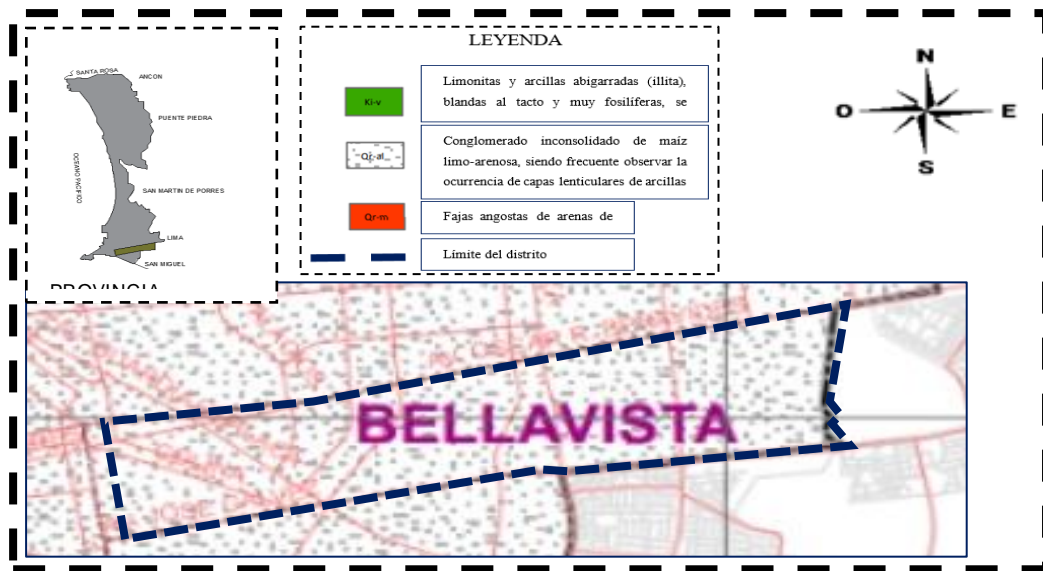 SANTA ROSA
ANCON
PUENTE PIEDRA
OCEANO PACIFICO
SAN MARTIN DE PORRES
LIMA
SAN MIGUEL
PROVINCIA
LEYENDA
Ki-v
Limonitas y arcillas abigarradas (illita),
blandas al tacto y muy fosilíferas, se
Qr-al
Conglomerado inconsolidado de maíz
limo-arenosa, siendo frecuente observar la
ocurrencia de capas lenticulares de arcillas
Qr-m
Fajas angostas de arenas de
Límite del distrito
N
O
E
S
BELLAVISTA
JOSE